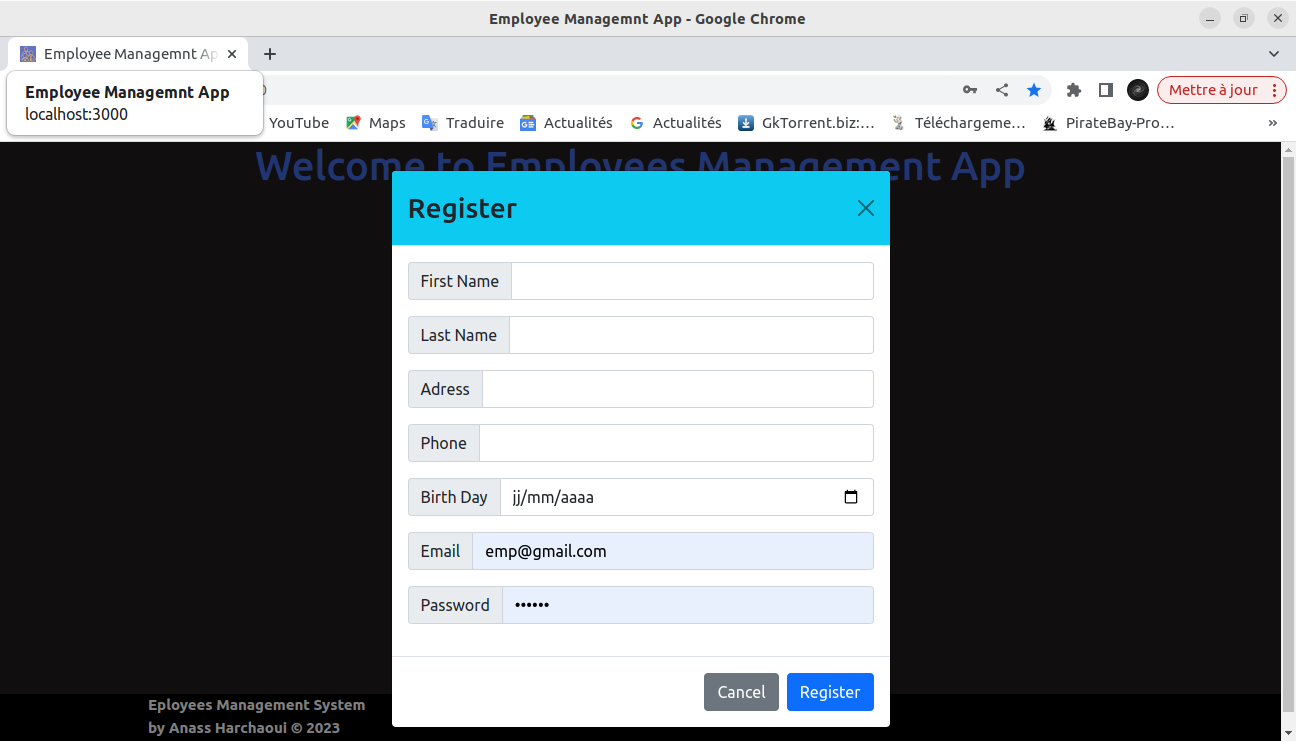 Employee Managemnt App - Google Chrome
Employee Managemnt Ap
Employee Managemnt App
localhost:3000
Mettre à jour
YouTube Maps Traduire Actualités Actualités GkTorrent.biz:... Téléchargeme... PirateBay-Pro... »
Welcome to Employees Management App
Register
First Name
Last Name
Adress
Phone
Birth Day jj/mm/aaaa
Email emp@gmail.com
Password ••••••
Cancel Register
Eployees Management System
by Anass Harchaoui © 2023